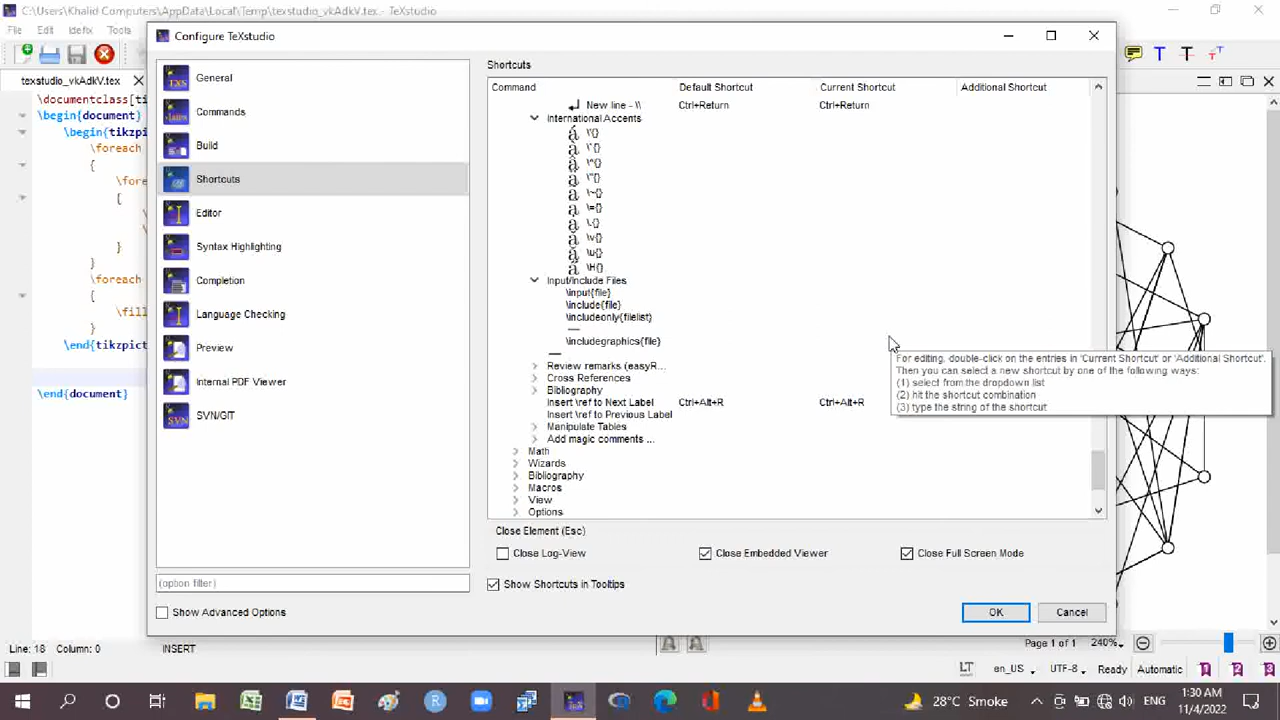 C:\Users\Khalid Computers\AppData\Local\Temp\texstudio_vkAdkV.tex - TeXstudio
File Edit Idefix Tools
texstudio_vkAdkV.tex
\documentclass[ti
\begin{document}
\begin{tikzpict
\foreach
{
\fore
{
}
}
\foreach
{
\fill
}
\end{tikzpict
\end{document}
Configure TeXstudio
General
Commands
Build
Shortcuts
Editor
Syntax Highlighting
Completion
Language Checking
Preview
Internal PDF Viewer
SVN/GIT
(option filter)
Show Advanced Options
Shortcuts
Command Default Shortcut Current Shortcut Additional Shortcut
New line - \\ Ctrl+Return Ctrl+Return
International Accents
\'{}
\`{}
\^{}
\"{}
\~{}
\={}
\.{}
\v{}
\u{}
\H{}
Input/Include Files
\input{file}
\include{file}
\includeonly{filelist}
\includegraphics{file}
Review remarks (easyR...
Cross References
Bibliography
Insert \ref to Next Label Ctrl+Alt+R Ctrl+Alt+R
Insert \ref to Previous Label
Manipulate Tables
Add magic comments ...
Math
Wizards
Bibliography
Macros
View
Options
For editing, double-click on the entries in 'Current Shortcut' or 'Additional Shortcut'.
Then you can select a new shortcut by one of the following ways:
(1) select from the dropdown list
(2) hit the shortcut combination
(3) type the string of the shortcut
Close Element (Esc)
Close Log-View Close Embedded Viewer Close Full Screen Mode
Show Shortcuts in Tooltips
OK Cancel
Line: 18 Column: 0 INSERT
Page 1 of 1 240%
en_US UTF-8 Ready Automatic
28°C Smoke ENG 1:30 AM
11/4/2022